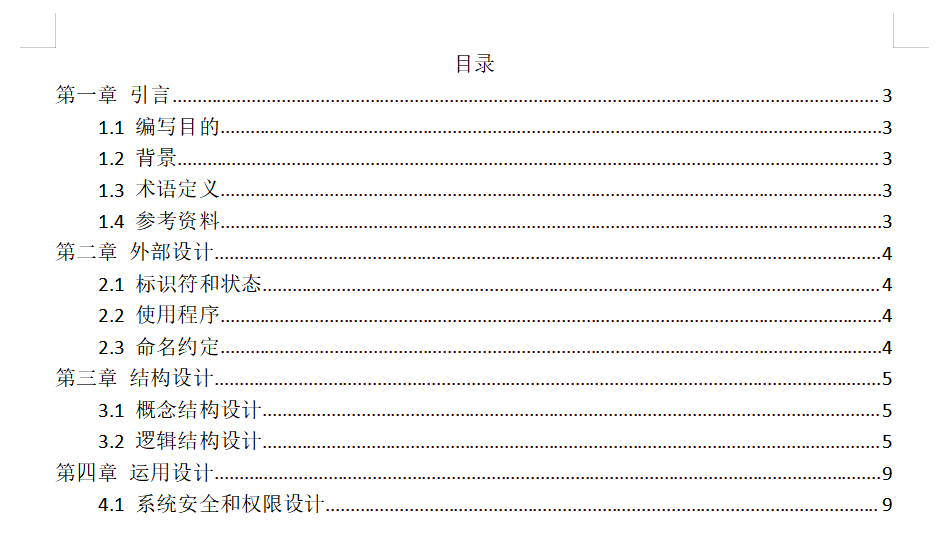 目录
第一章 引言........................................................................................3
1.1 编写目的........................................................................................3
1.2 背景........................................................................................3
1.3 术语定义........................................................................................3
1.4 参考资料........................................................................................3
第二章 外部设计........................................................................................4
2.1 标识符和状态........................................................................................4
2.2 使用程序........................................................................................4
2.3 命名约定........................................................................................4
第三章 结构设计........................................................................................5
3.1 概念结构设计........................................................................................5
3.2 逻辑结构设计........................................................................................5
第四章 运用设计........................................................................................9
4.1 系统安全和权限设计........................................................................................9